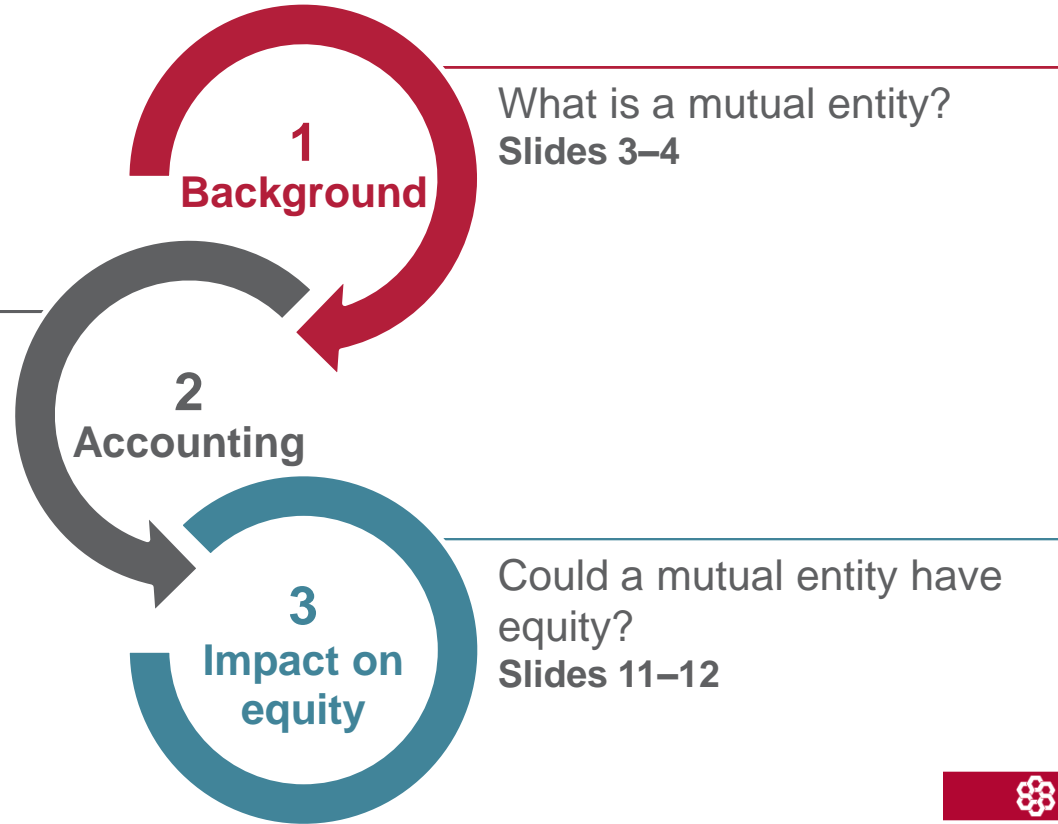 1
Background
What is a mutual entity?
Slides 3–4
2
Accounting
3
Impact on
equity
Could a mutual entity have
equity?
Slides 11–12